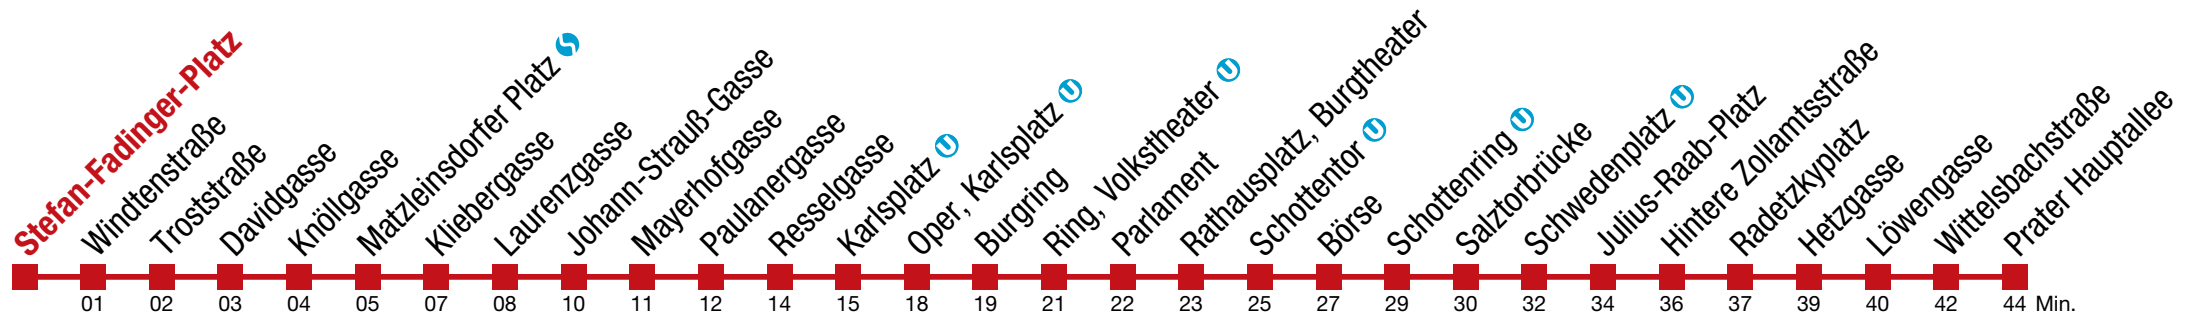 Stefan-Fadinger-Platz
Windtenstraße
Troststraße
Davidgasse
Knöllgasse
Matzleinsdorfer Platz
Kliebergasse
Laurenzgasse
Johann-Strauß-Gasse
Mayerhofgasse
Paulanergasse
Resselgasse
Karlsplatz U
Oper, Karlsplatz U
Burgring
Ring, Volkstheater U
Parlament
Rathausplatz, Burgtheater
Schottentor U
Börse
Schottenring U
Salztorbrücke
Schwedenplatz U
Julius-Raab-Platz
Hintere Zollamtsstraße
Radetzkyplatz
Hetzgasse
Löwengasse
Wittelsbachstraße
Prater Hauptallee
01 02 03 04 05 07 08 10 11 12 14 15 18 19 21 22 23 25 27 29 30 32 34 36 37 39 40 42 44 Min.